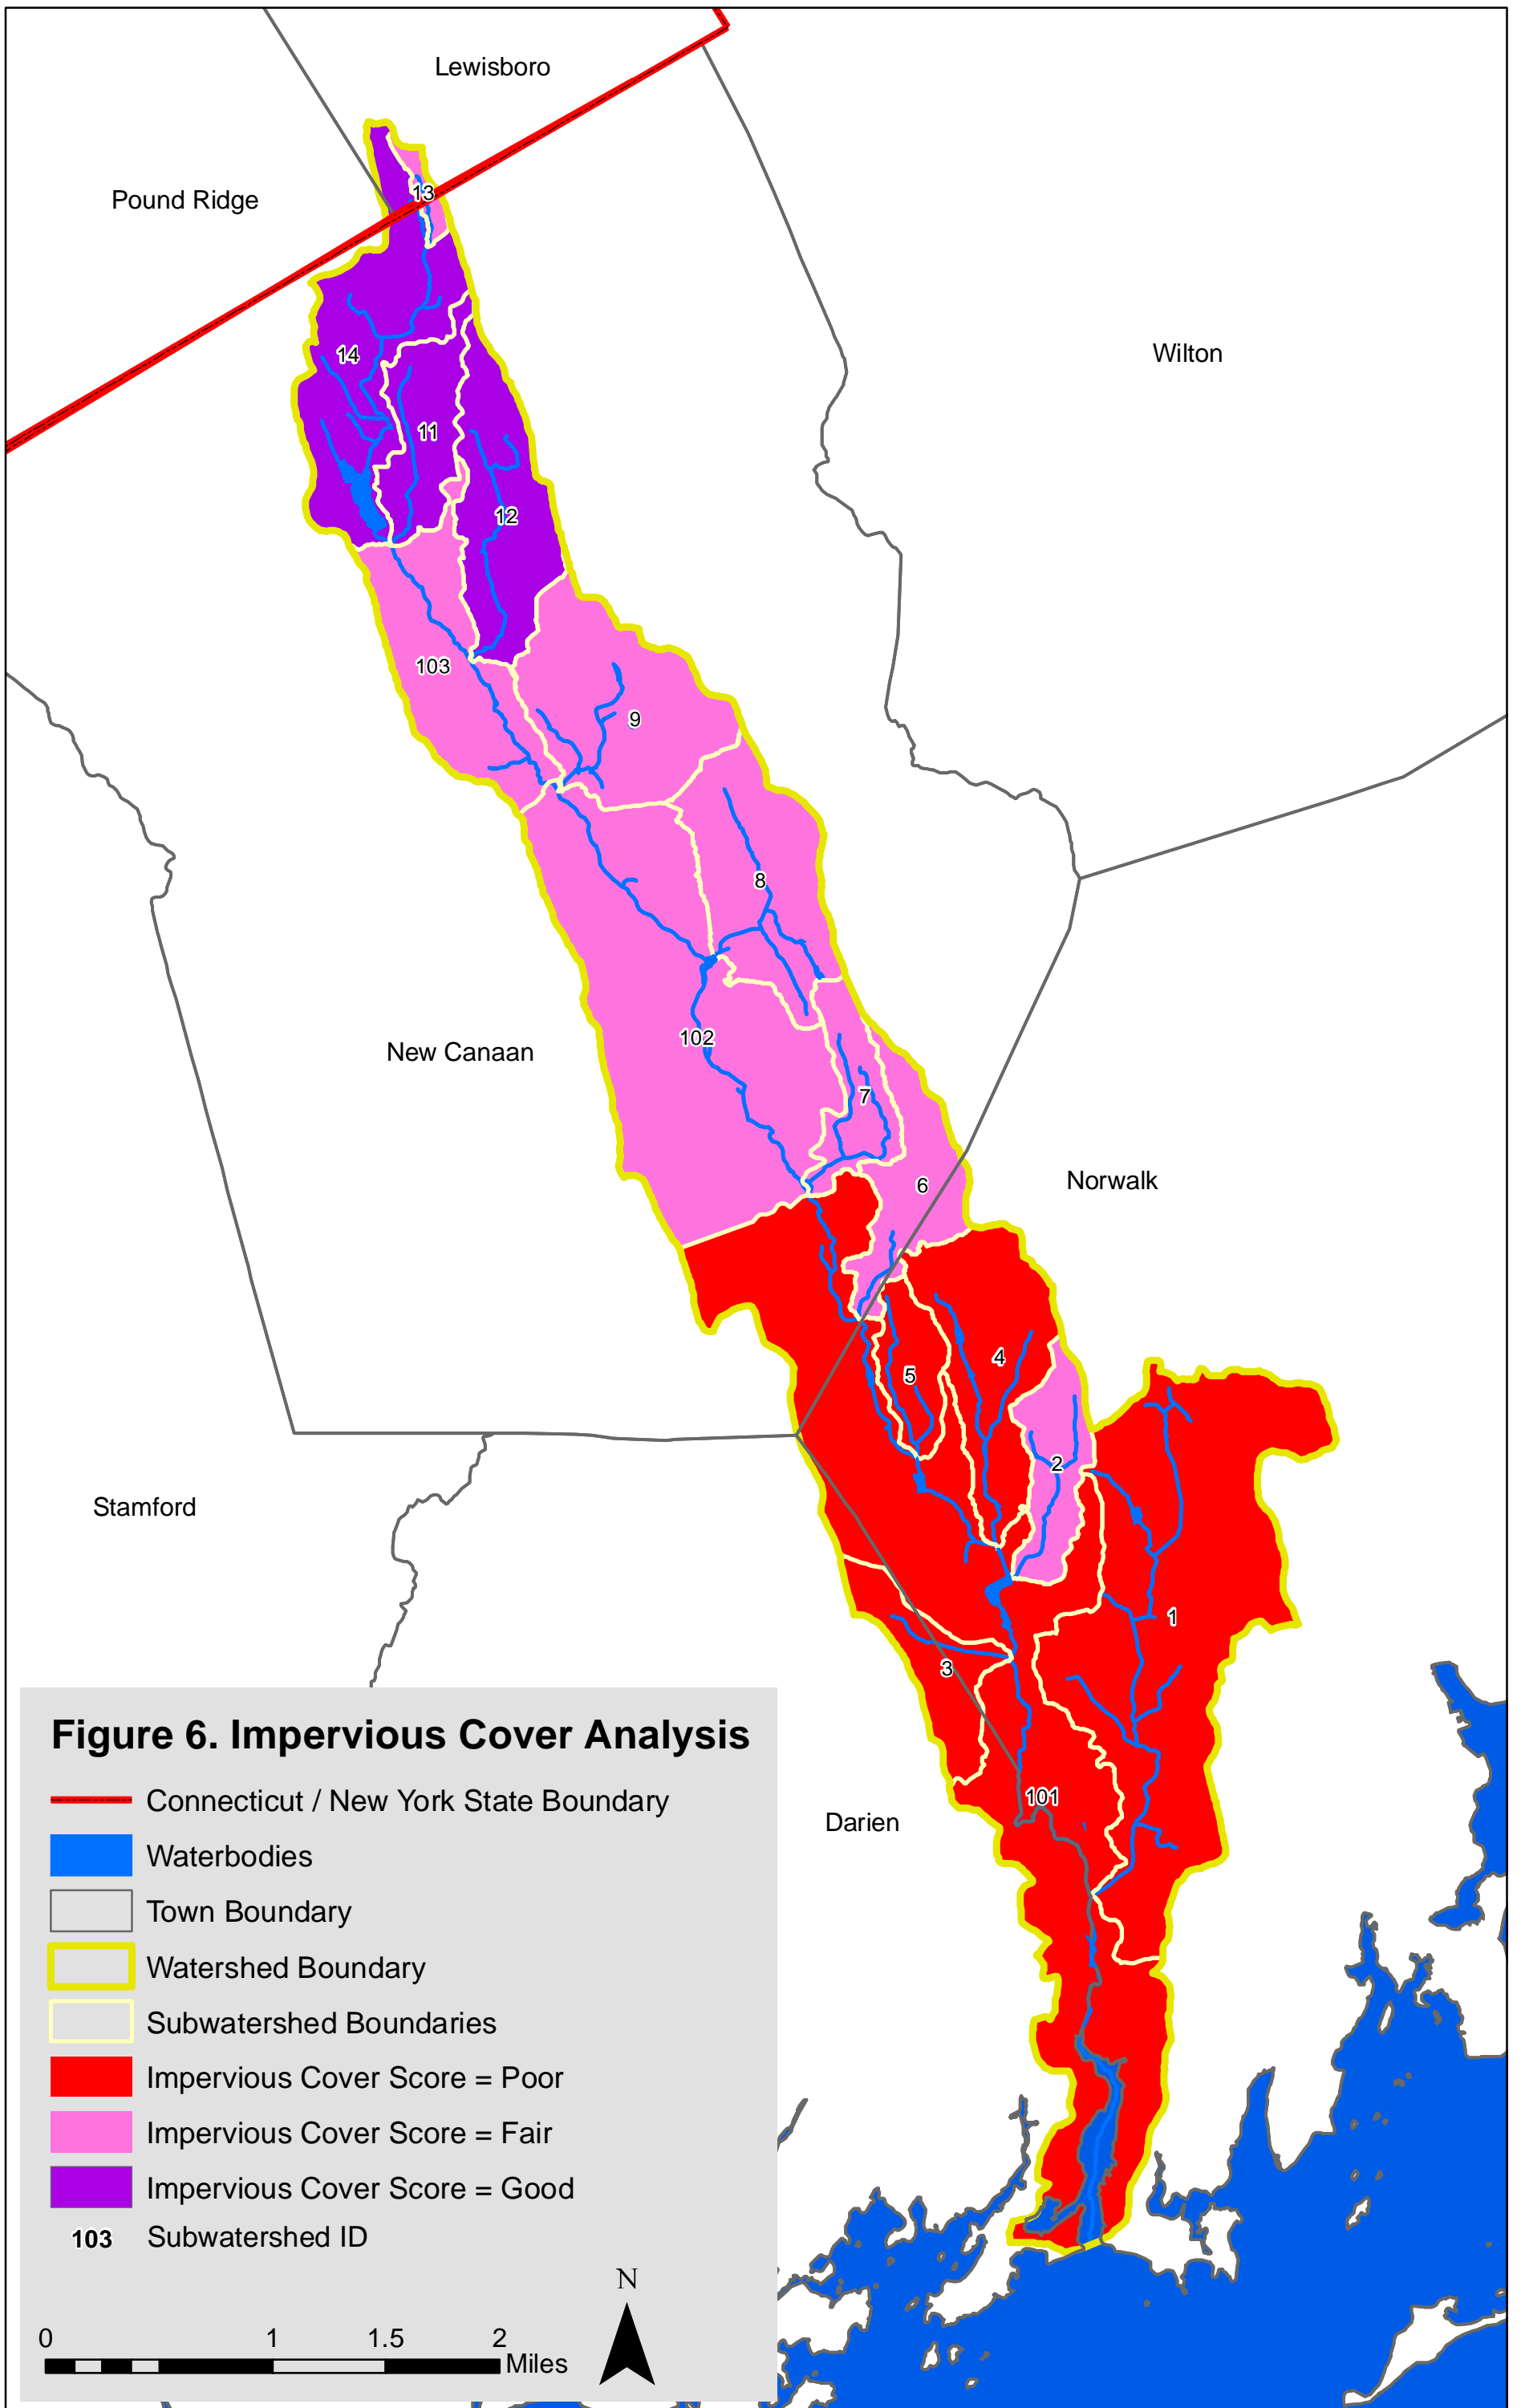 Lewisboro
13
Pound Ridge
14
Wilton
11
12
103
9
8
102
New Canaan
7
Norwalk
6
4
5
2
Stamford
1
3
101
Darien
Figure 6. Impervious Cover Analysis
Connecticut / New York State Boundary
Waterbodies
Town Boundary
Watershed Boundary
Subwatershed Boundaries
Impervious Cover Score = Poor
Impervious Cover Score = Fair
Impervious Cover Score = Good
103 Subwatershed ID
N
0 1 1.5 2
Miles